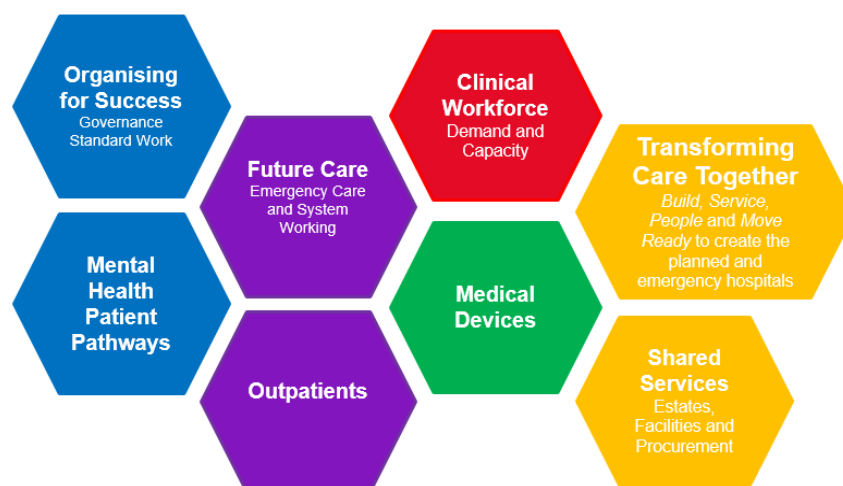 Organising
for Success
Governance
Standard Work
Mental
Health
Patient
Pathways
Future Care
Emergency Care
and System
Working
Outpatients
Clinical
Workforce
Demand and
Capacity
Medical
Devices
Transforming
Care Together
Build, Service,
People and Move
Ready to create the
planned and
emergency hospitals
Shared
Services
Estates,
Facilities and
Procurement